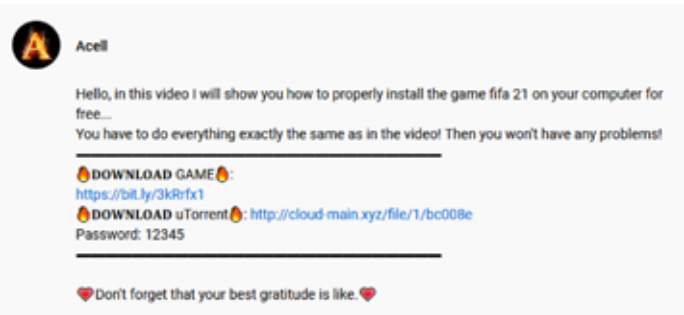 A
Acell
Hello, in this video I will show you how to properly install the game fifa 21 on your computer for
free...
You have to do everything exactly the same as in the video! Then you won't have any problems!
🔥DOWNLOAD GAME🔥:
https://bit.ly/3kRrfx1
🔥DOWNLOAD uTorrent🔥: http://cloud-main.xyz/file/1/bc008e
Password: 12345
❤Don't forget that your best gratitude is like.❤